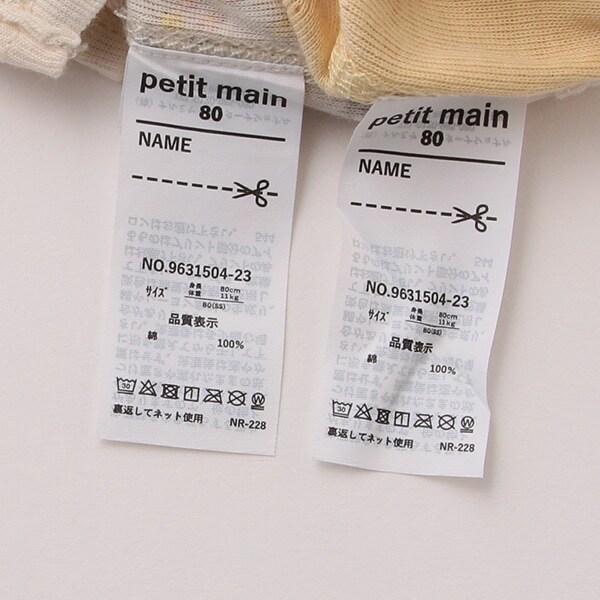 petit main
80
NAME
NO.9631504-23
サイズ 身長 80cm
体重 11kg
80(SS)
品質表示
綿 100%
30
裏返してネット使用 NR-228
petit main
80
NAME
NO.9631504-23
サイズ 身長 80cm
体重 11kg
80(SS)
品質表示
綿 100%
30
裏返してネット使用 NR-228